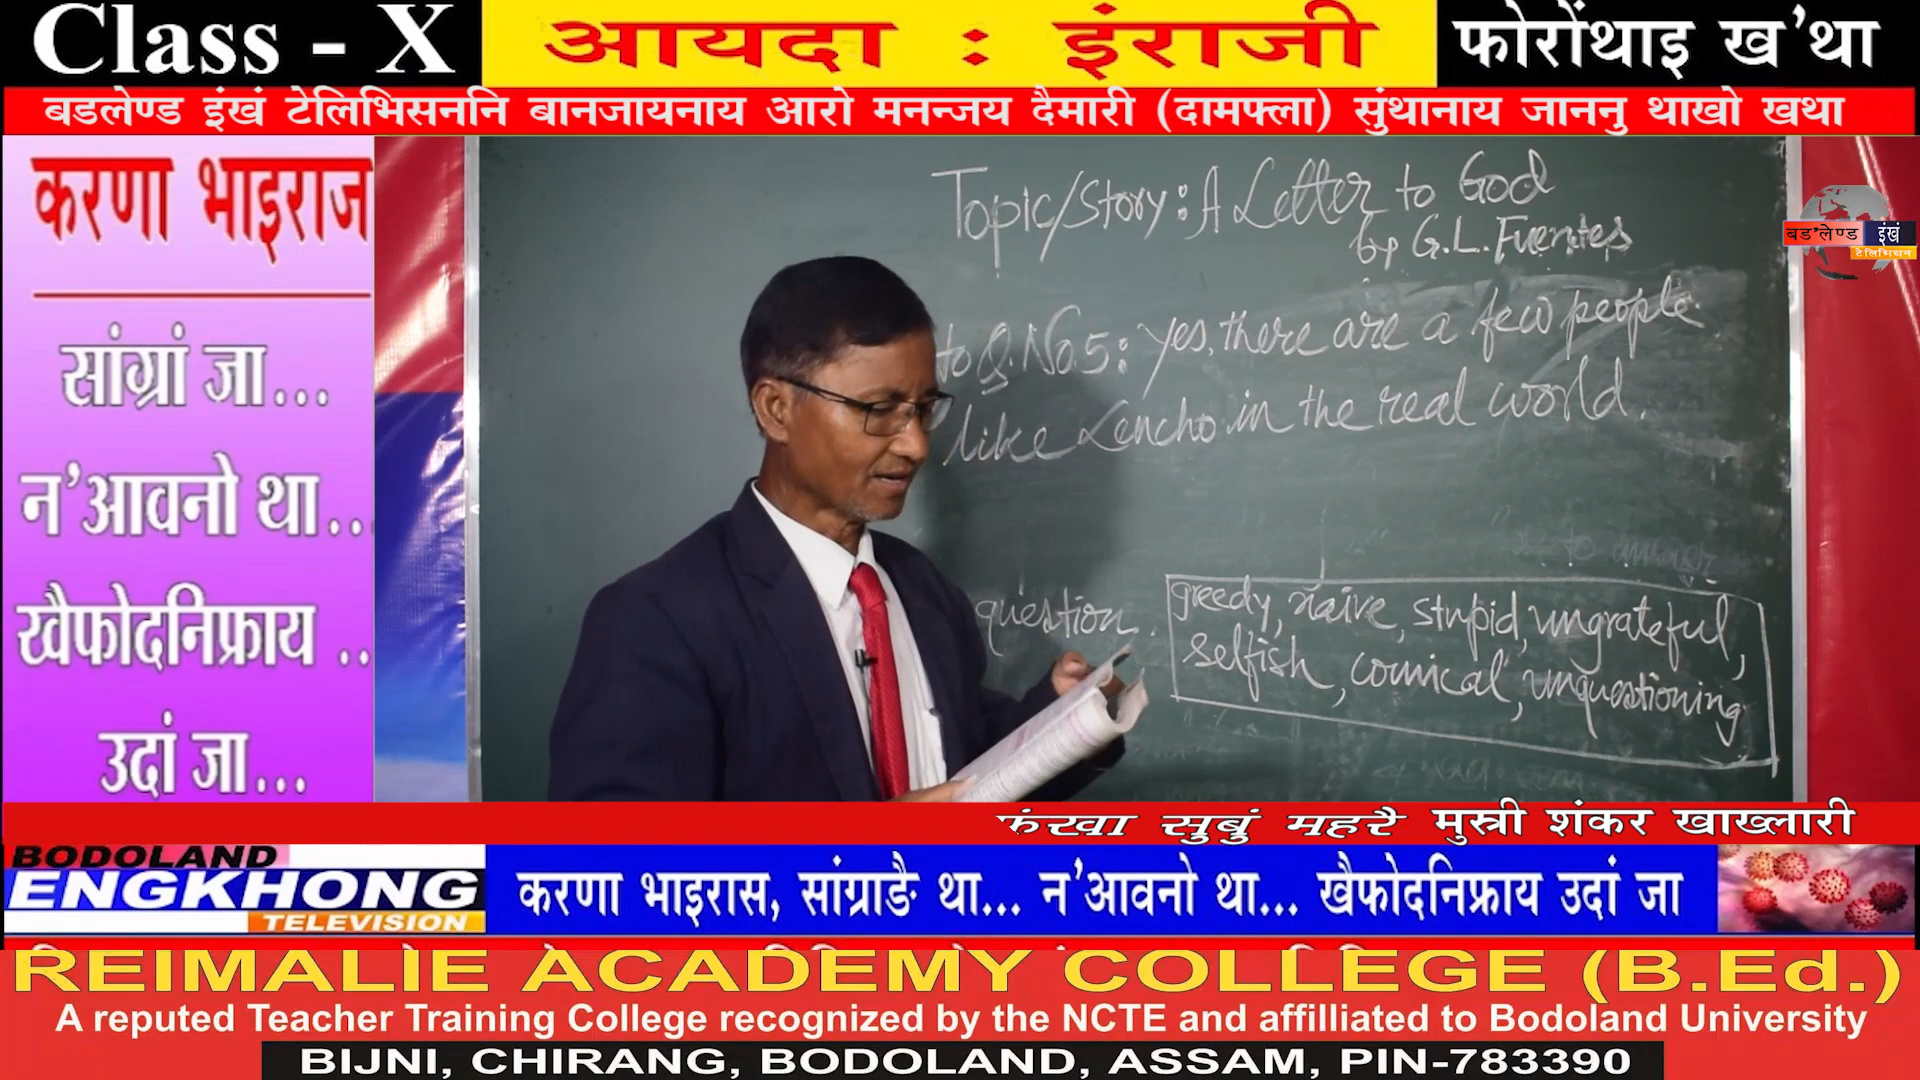 Class - X
आयदा : इंराजी
फोरोंथाइ ख'था
बडलेण्ड इंखं टेलिभिसननि बानजायनाय आरो मनन्जय दैमारी (दामफ्ला) सुंथानाय जाननु थाखो खथा
करणा भाइराज
सांग्रां जा...
न'आवनो था...
खैफोदनिफ्राय ..
उदां जा...
Topic/Story: A Letter to God
by G.L. Fuentes
to Q.No.5: Yes, there are a few people
like Lencho in the real world.
question.
greedy, naive, stupid, ungrateful,
selfish, comical, unquestioning
बड'लेण्ड इंखं
टेलिभिषन
फंखा सुबुं महरै मुस्री शंकर खाख्लारी
BODOLAND
ENGKHONG
TELEVISION
करणा भाइरास, सांग्राङै था... न'आवनो था... खैफोदनिफ्राय उदां जा
REIMALIE ACADEMY COLLEGE (B.Ed.)
A reputed Teacher Training College recognized by the NCTE and affilliated to Bodoland University
BIJNI, CHIRANG, BODOLAND, ASSAM, PIN-783390